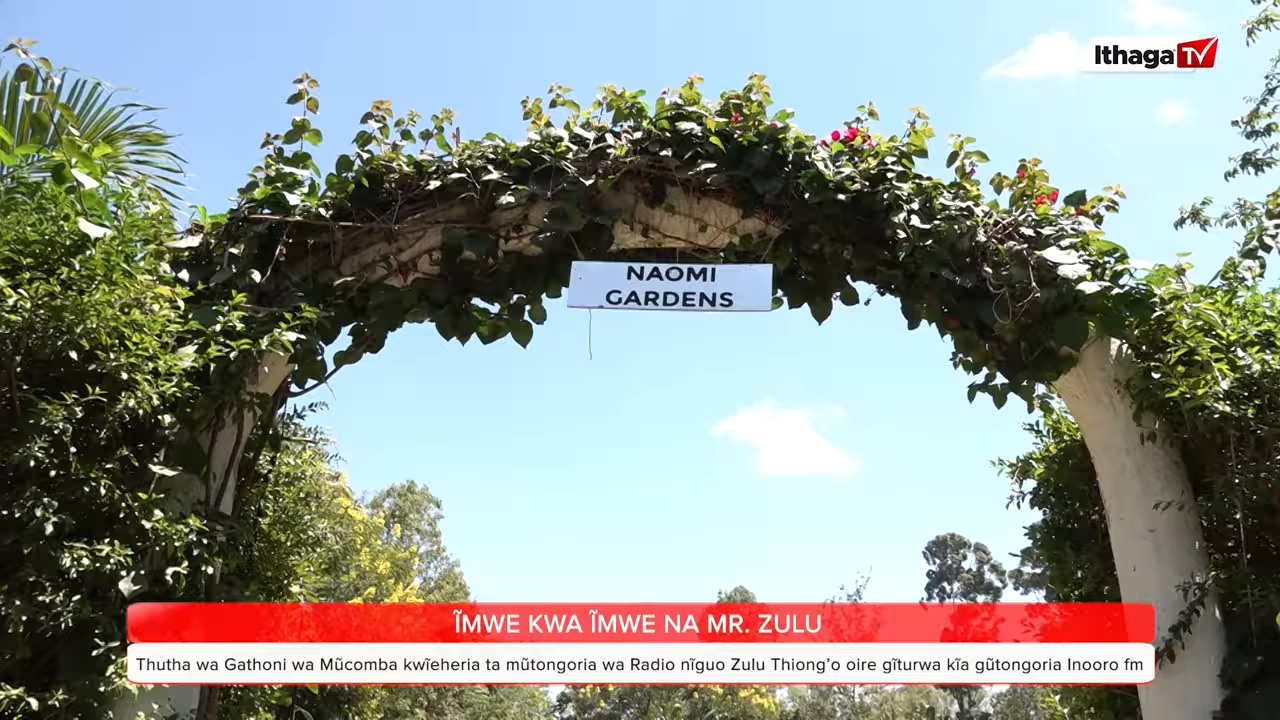 Ithaga TV
NAOMI
GARDENS
ĨMWE KWA ĨMWE NA MR. ZULU
Thutha wa Gathoni wa Mũcomba kwĩeheria ta mũtongoria wa Radio nĩguo Zulu Thiong’o oire gĩturwa kĩa gũtongoria Inooro fm